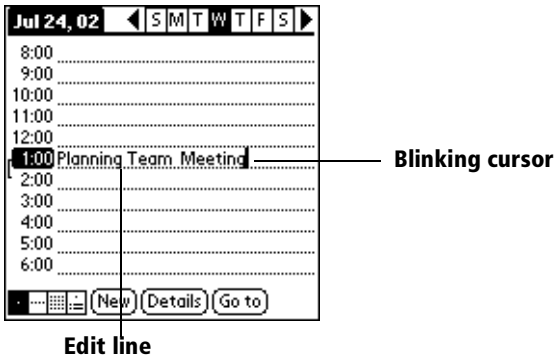 Jul 24, 02 S M T W T F S
8:00
9:00
10:00
11:00
12:00
1:00 Planning Team Meeting Blinking cursor
2:00
3:00
4:00
5:00
6:00
New Details Go to
Edit line